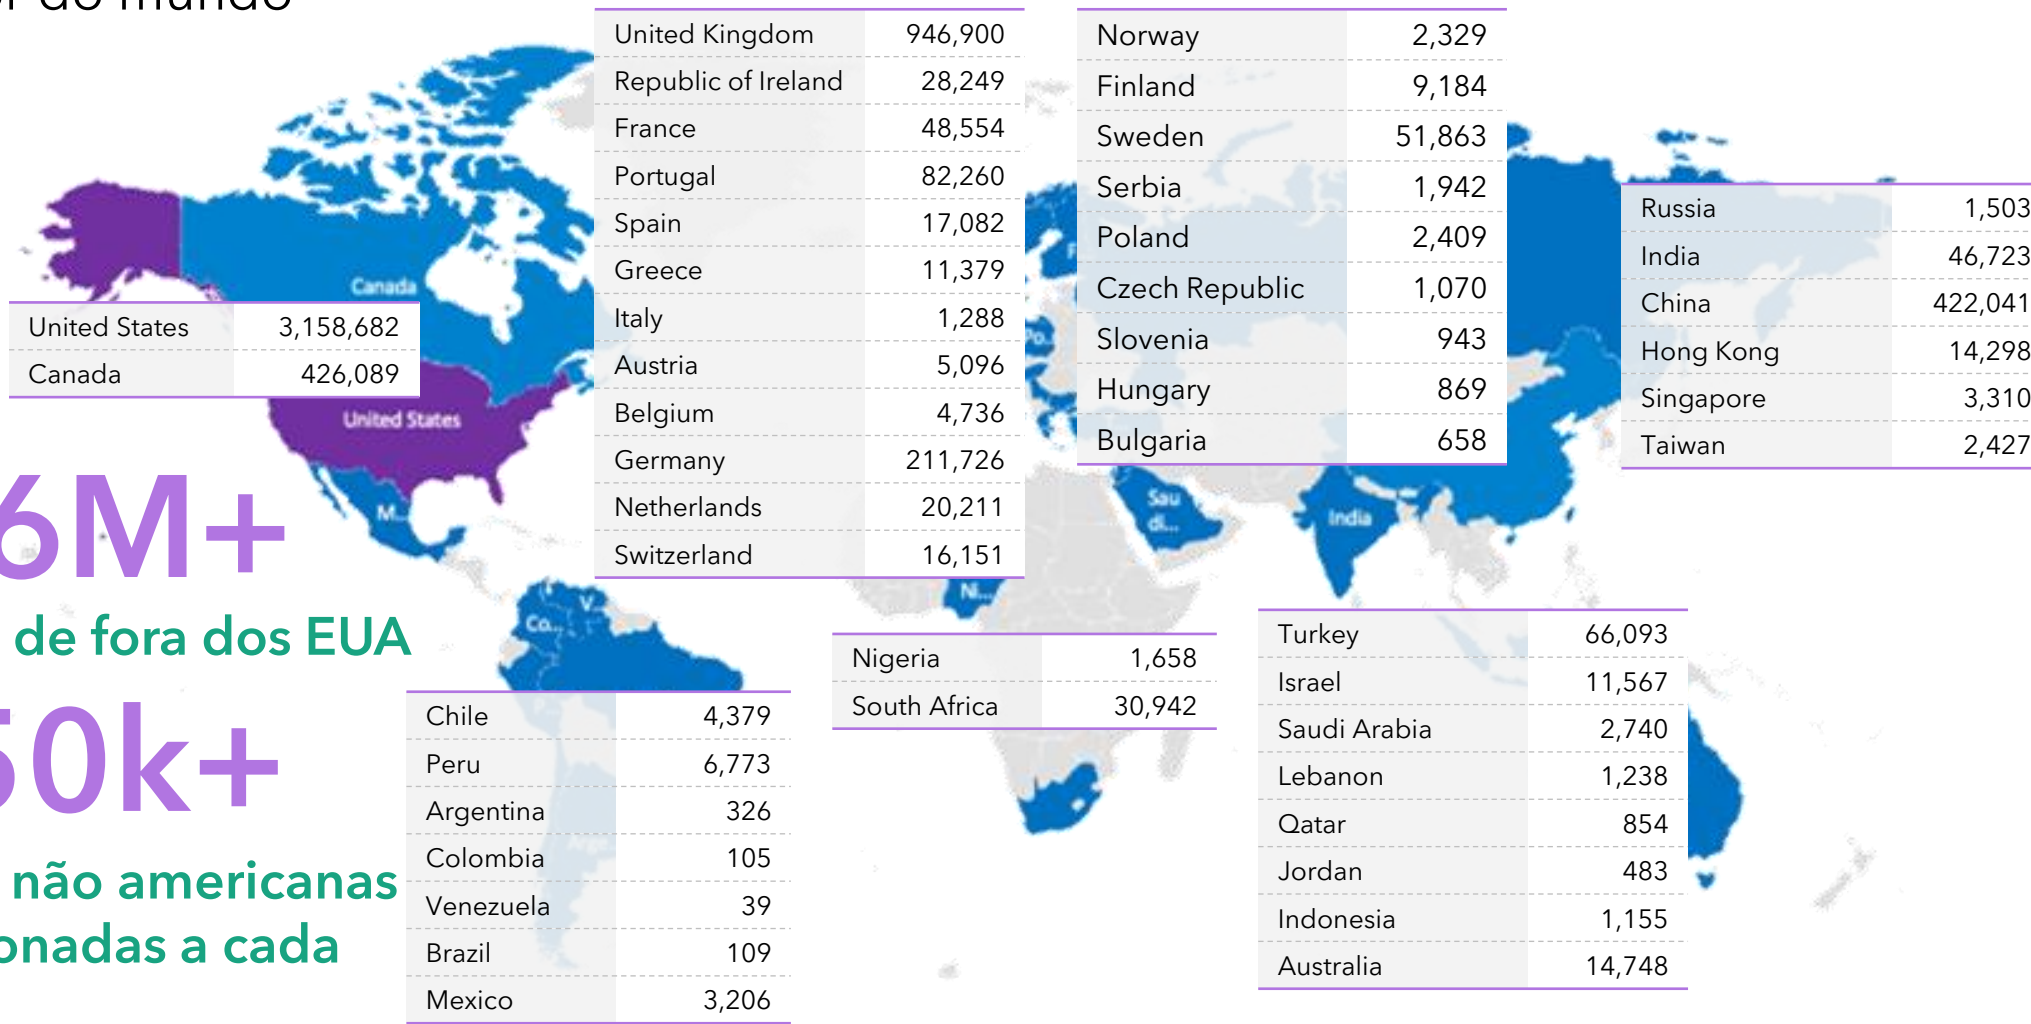 do mundo
United Kingdom 946,900
Republic of Ireland 28,249
France 48,554
Portugal 82,260
Spain 17,082
Greece 11,379
Italy 1,288
Austria 5,096
Belgium 4,736
Germany 211,726
Netherlands 20,211
Switzerland 16,151
Norway 2,329
Finland 9,184
Sweden 51,863
Serbia 1,942
Poland 2,409
Czech Republic 1,070
Slovenia 943
Hungary 869
Bulgaria 658
Russia 1,503
India 46,723
China 422,041
Hong Kong 14,298
Singapore 3,310
Taiwan 2,427
Canada
United States 3,158,682
Canada 426,089
United States
M...
Sau
di...
India
Ni...
Co...
V...
Po...
6M+
de fora dos EUA
50k+
não americanas
onadas a cada
Chile 4,379
Peru 6,773
Argentina 326
Colombia 105
Venezuela 39
Brazil 109
Mexico 3,206
Nigeria 1,658
South Africa 30,942
Turkey 66,093
Israel 11,567
Saudi Arabia 2,740
Lebanon 1,238
Qatar 854
Jordan 483
Indonesia 1,155
Australia 14,748